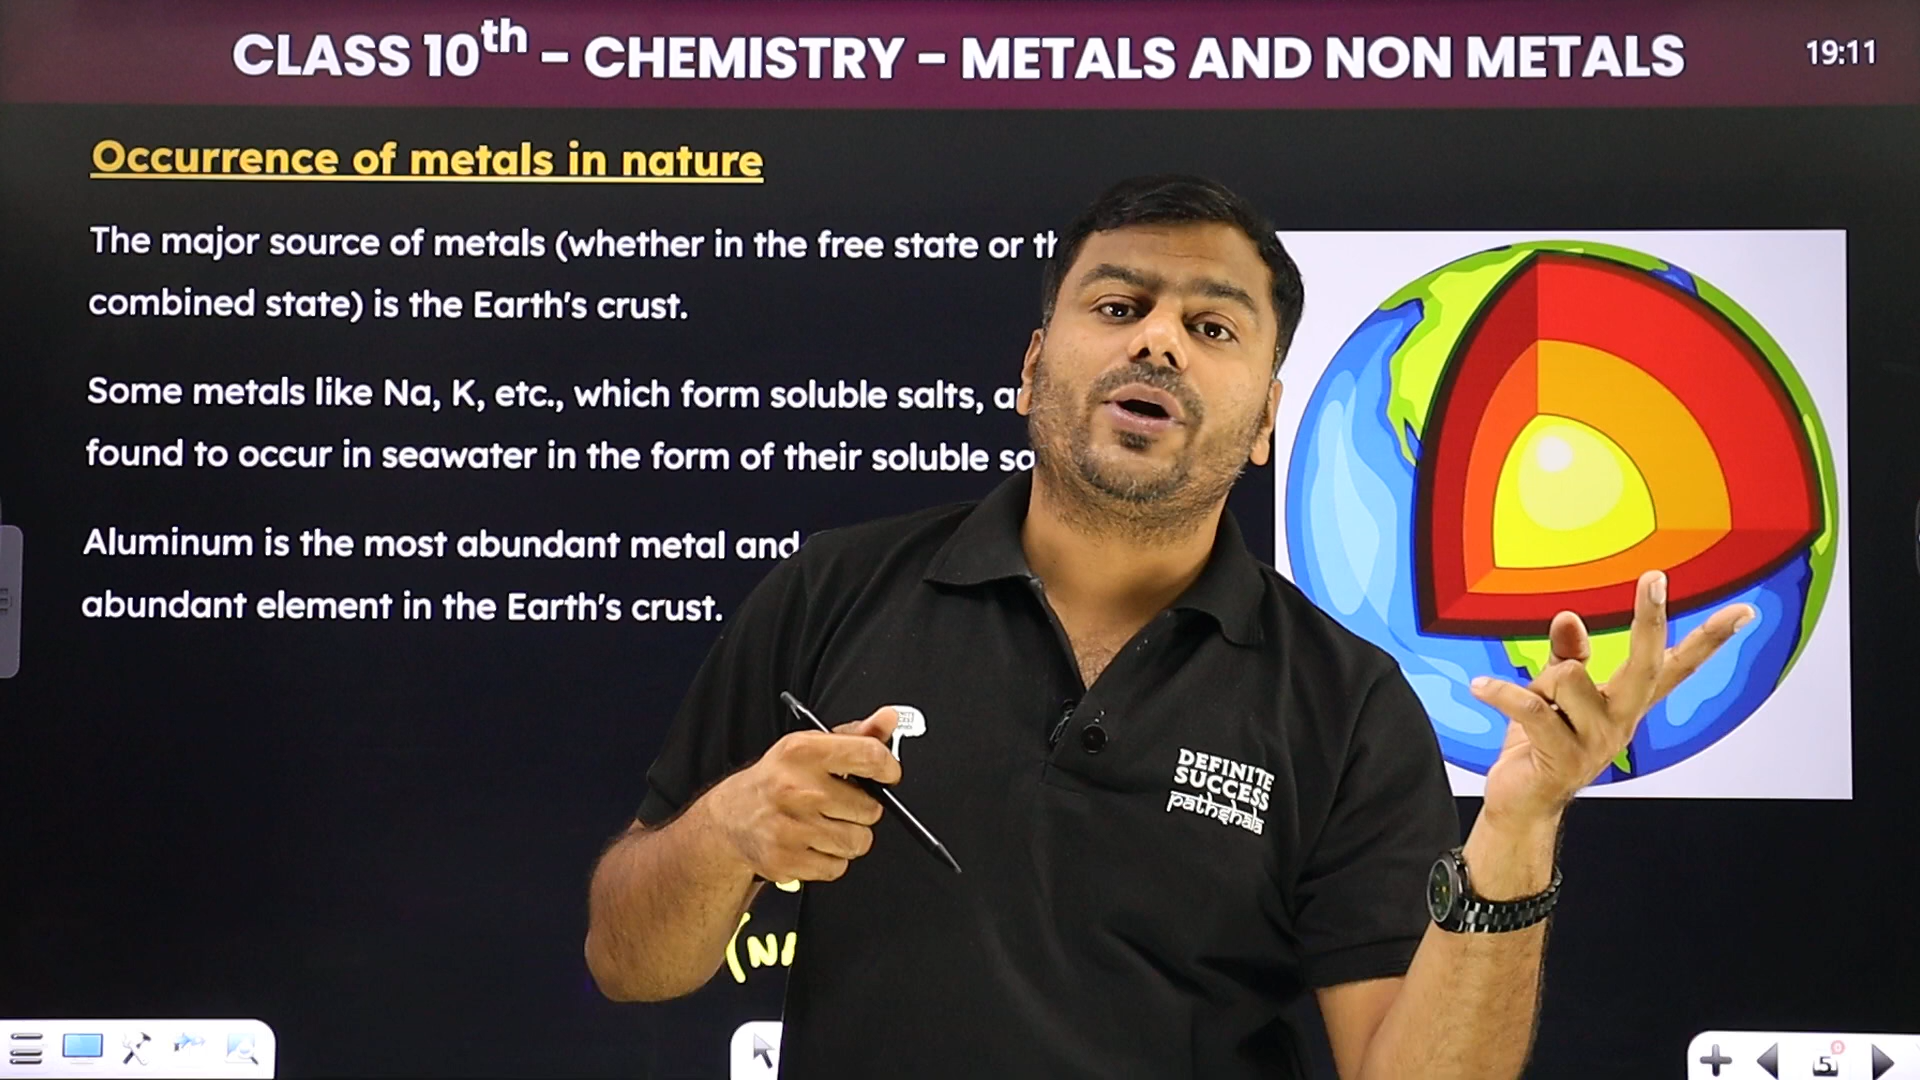 CLASS 10th - CHEMISTRY - METALS AND NON METALS
19:11
Occurrence of metals in nature
The major source of metals (whether in the free state or
combined state) is the Earth's crust.
Some metals like Na, K, etc., which form soluble salts,
found to occur in seawater in the form of their soluble
Aluminum is the most abundant metal and
abundant element in the Earth's crust.
DEFINITE
SUCCESS
pathshala
5